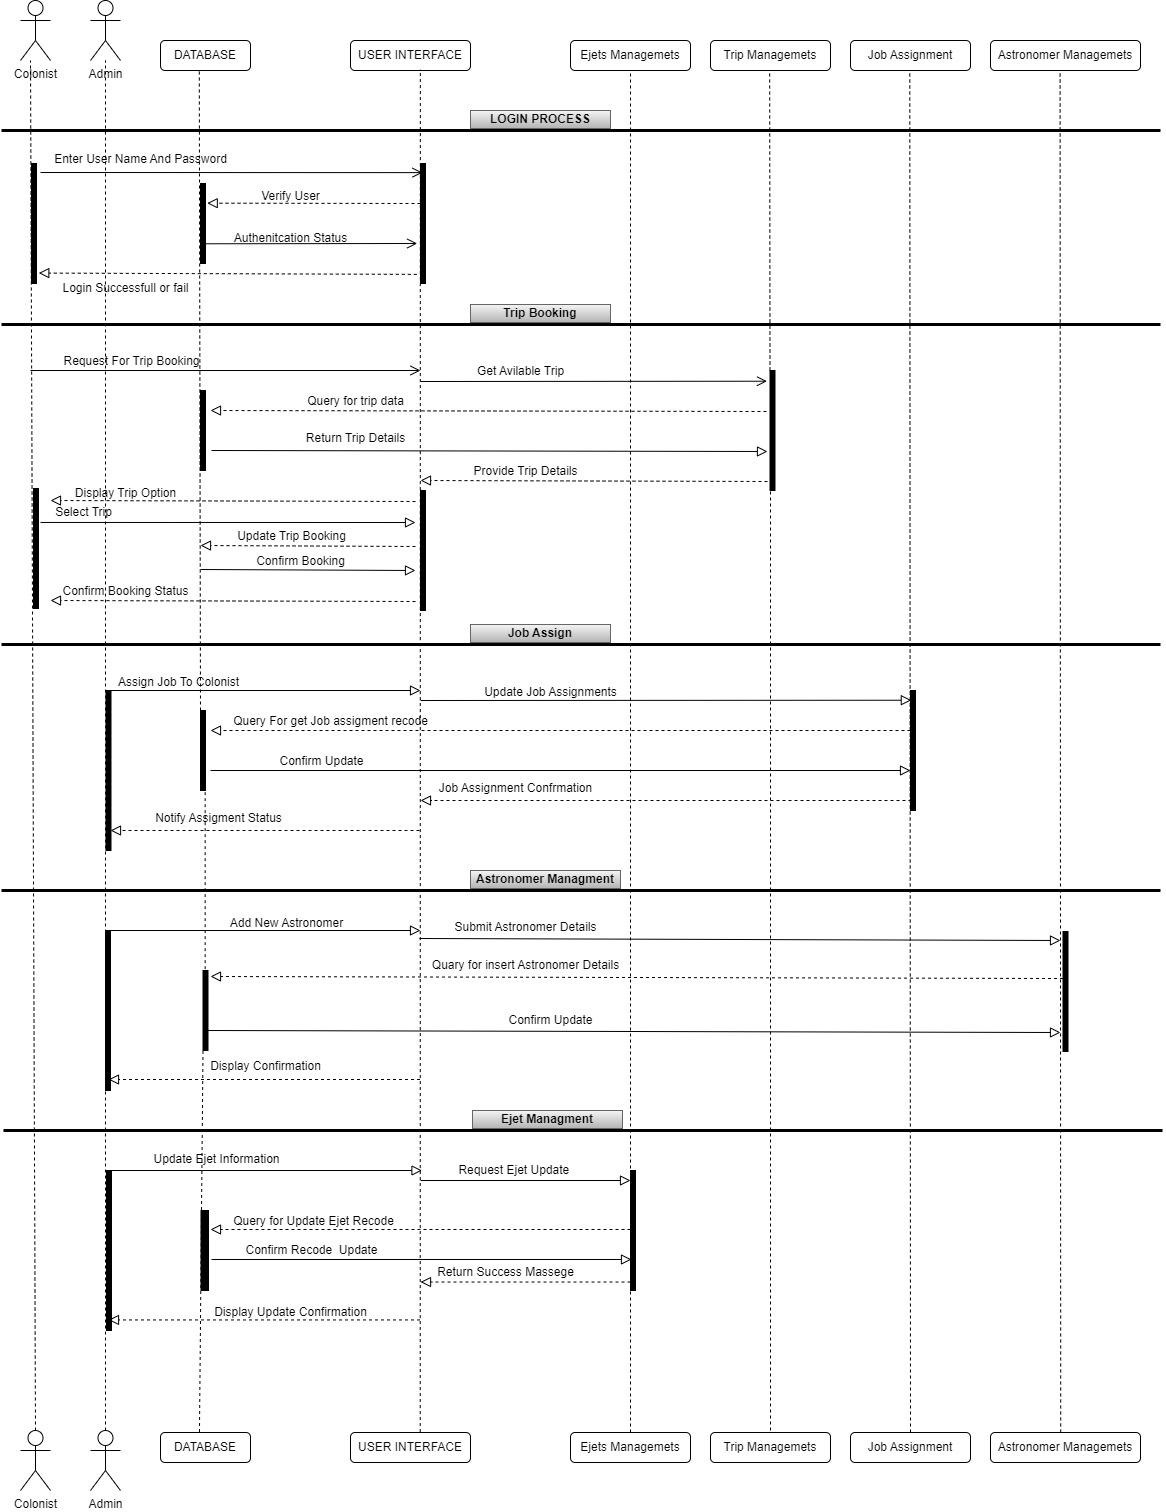 Colonist
Admin
DATABASE
USER INTERFACE
Ejets Managemets
Trip Managemets
Job Assignment
Astronomer Managemets
LOGIN PROCESS
Enter User Name And Password
Verify User
Authenitcation Status
Login Successfull or fail
Trip Booking
Request For Trip Booking
Get Avilable Trip
Query for trip data
Return Trip Details
Provide Trip Details
Display Trip Option
Select Trip
Update Trip Booking
Confirm Booking
Confirm Booking Status
Job Assign
Assign Job To Colonist
Update Job Assignments
Query For get Job assigment recode
Confirm Update
Job Assignment Confrmation
Notify Assigment Status
Astronomer Managment
Add New Astronomer
Submit Astronomer Details
Quary for insert Astronomer Details
Confirm Update
Display Confirmation
Ejet Managment
Update Ejet Information
Request Ejet Update
Query for Update Ejet Recode
Confirm Recode  Update
Return Success Massege
Display Update Confirmation
DATABASE
USER INTERFACE
Ejets Managemets
Trip Managemets
Job Assignment
Astronomer Managemets
Colonist
Admin